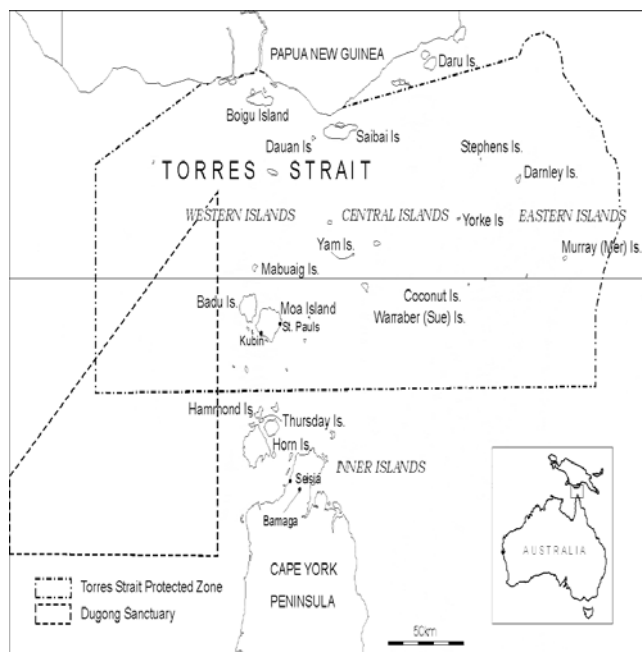 PAPUA NEW GUINEA
Daru Is.
Boigu Island
Saibai Is.
Dauan Is
Stephens Is.
TORRES STRAIT
Darnley Is.
WESTERN ISLANDS
CENTRAL ISLANDS
Yorke Is.
EASTERN ISLANDS
Yam Is.
Murray (Mer) Is.
Mabuiag Is.
Badu Is.
Moa Island
Coconut Is.
St. Pauls
Warraber (Sue) Is.
Kubin
Hammond Is.
Thursday Is.
Horn Is.
INNER ISLANDS
Seisia
Bamaga
AUSTRALIA
CAPE YORK
PENINSULA
Torres Strait Protected Zone
Dugong Sanctuary
50km